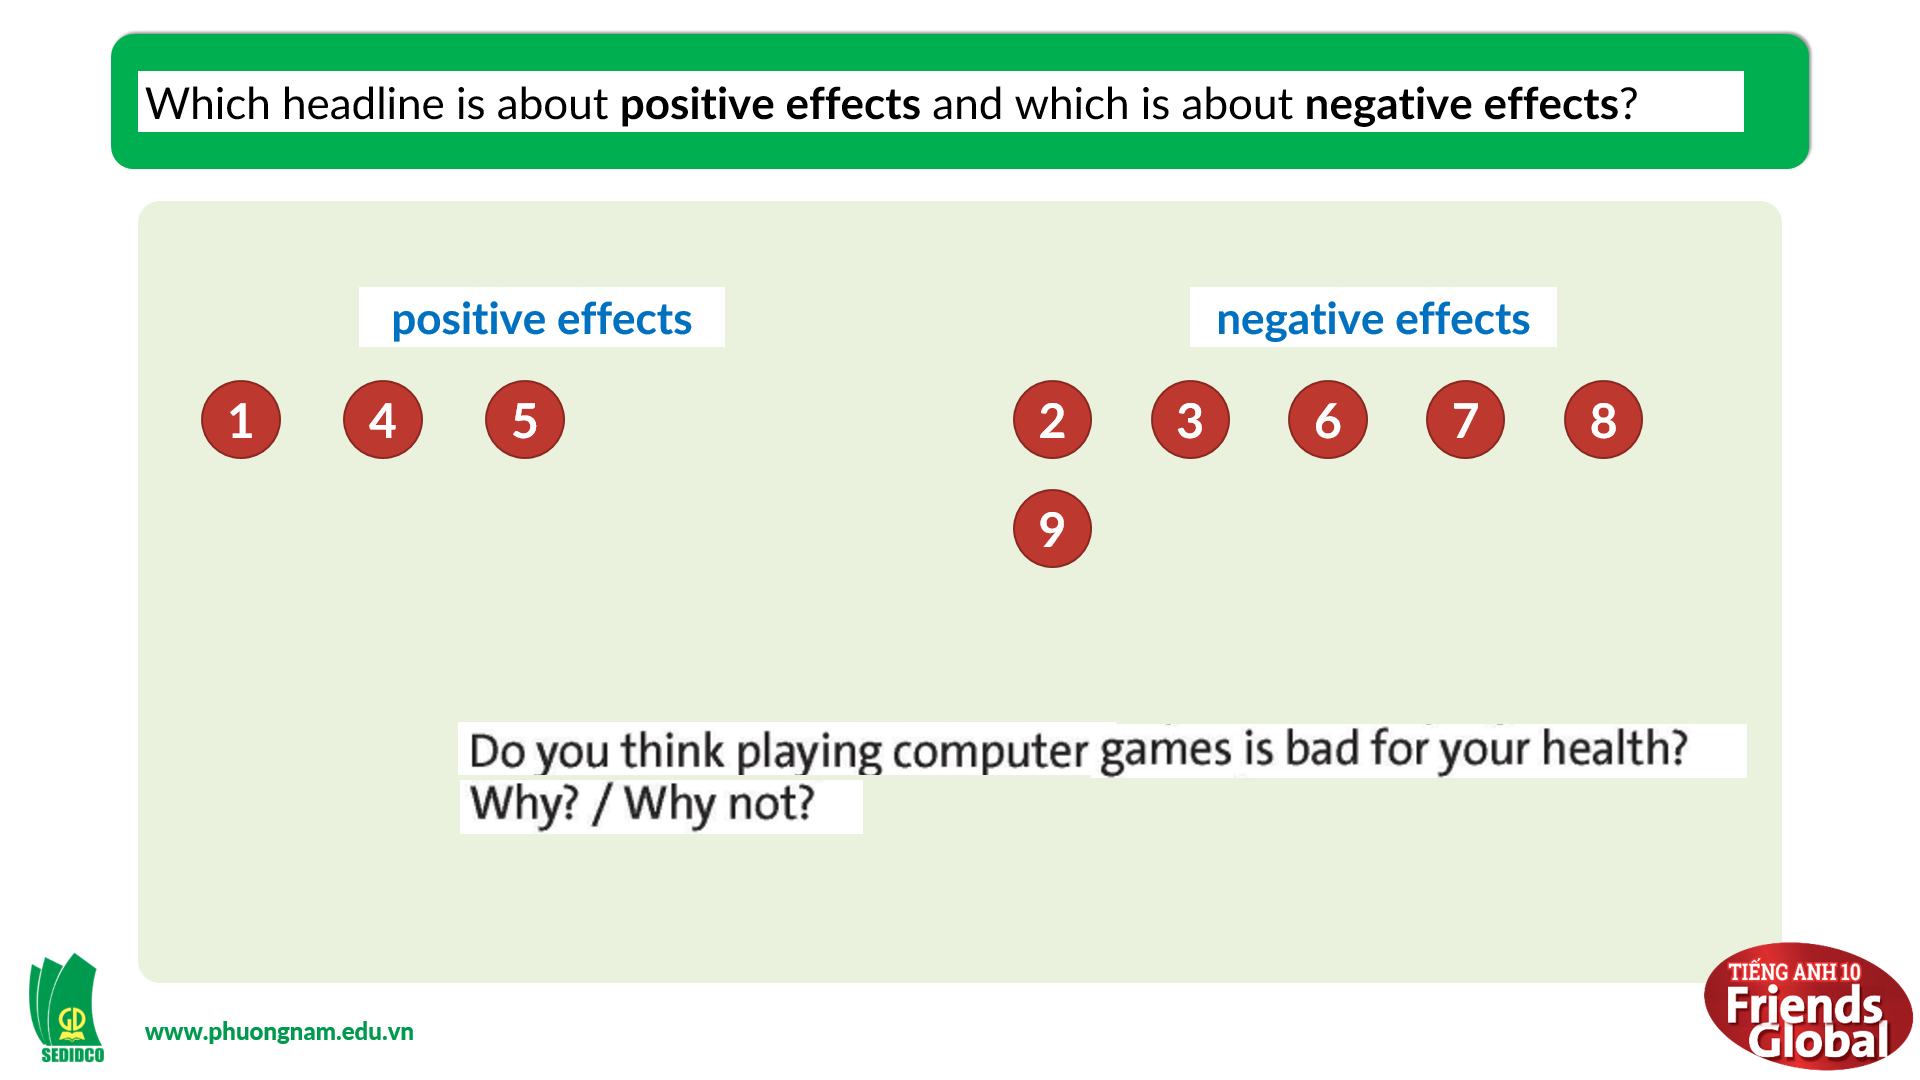 Which headline is about positive effects and which is about negative effects?
positive effects
negative effects
1 4 5
2 3 6 7 8
9
Do you think playing computer games is bad for your health?
Why? / Why not?
GD
SEDIDCO
www.phuongnam.edu.vn
TIẾNG ANH 10
Friends
Global